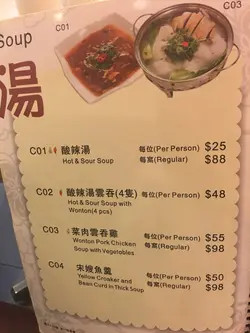 Soup
C01
C03
湯
C01 酸辣湯 每位(Per Person) $25
Hot & Sour Soup 每窩(Regular) $88
C02 酸辣湯雲吞(4隻) 每位(Per Person) $48
Hot & Sour Soup with
Wonton(4 pcs)
C03 菜肉雲吞雞 每位(Per Person) $55
Wonton Pork Chicken 每窩(Regular) $98
Soup with Vegetables
C04 宋嫂魚羹 每位(Per Person) $50
Yellow Croaker and 每窩(Regular) $98
Bean Curd in Thick Soup